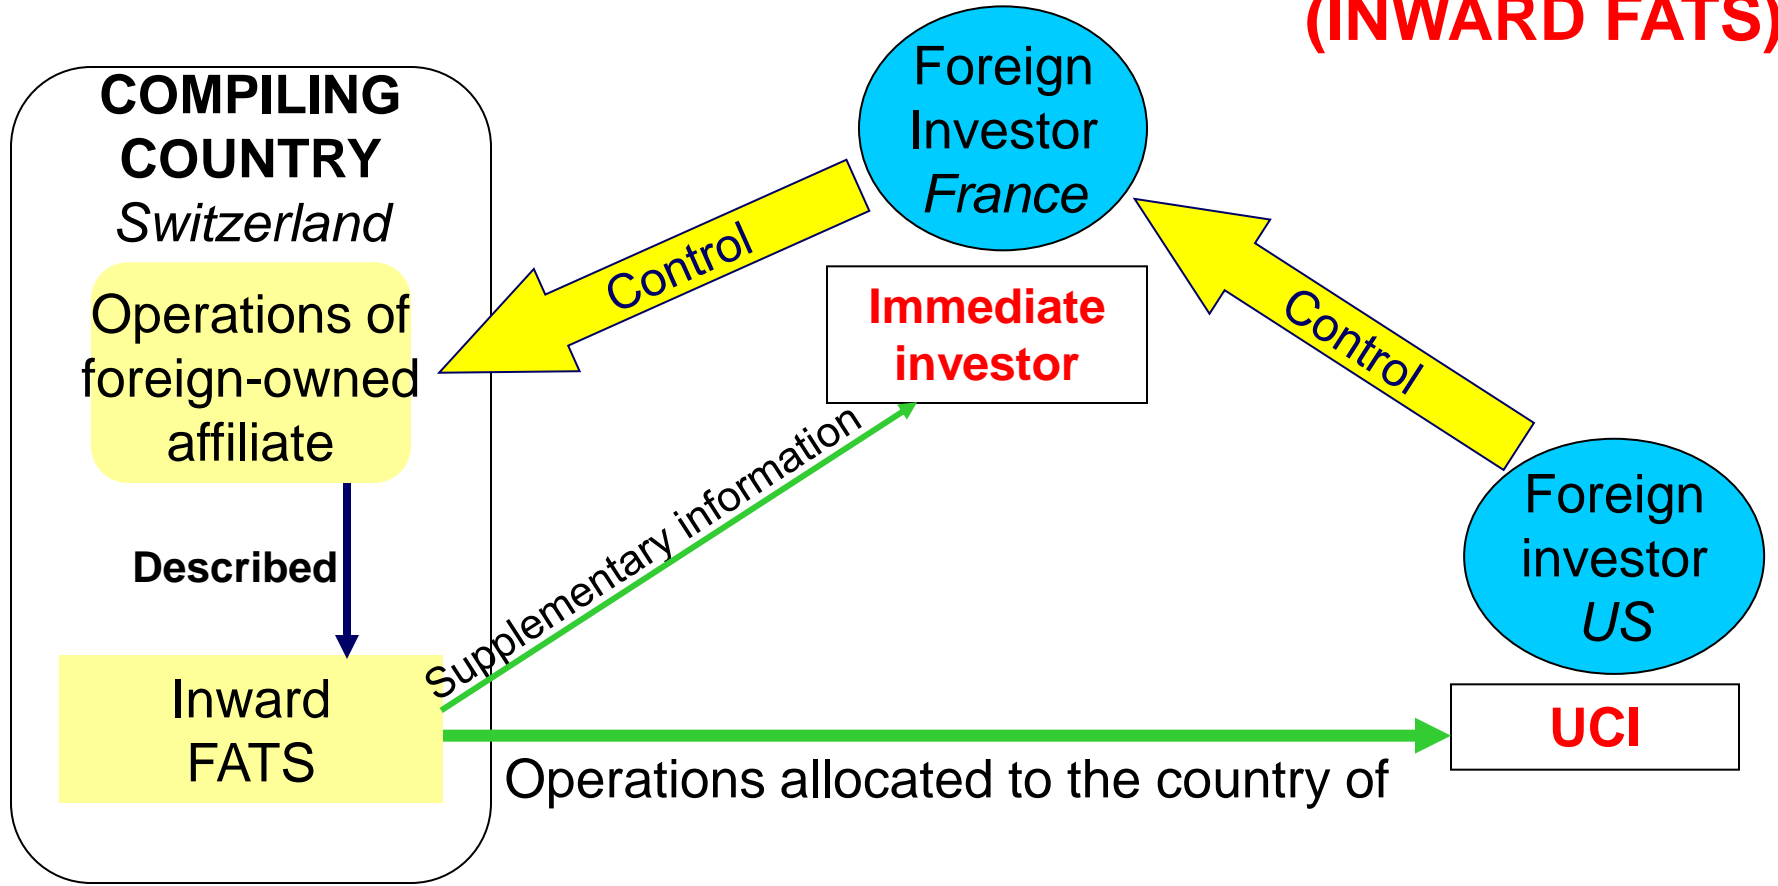 (INWARD FATS)
COMPILING
COUNTRY
Switzerland
Operations of
foreign-owned
affiliate
Described
Inward
FATS
Foreign
Investor
France
Control
Immediate
investor
Control
Supplementary information
Foreign
investor
US
UCI
Operations allocated to the country of